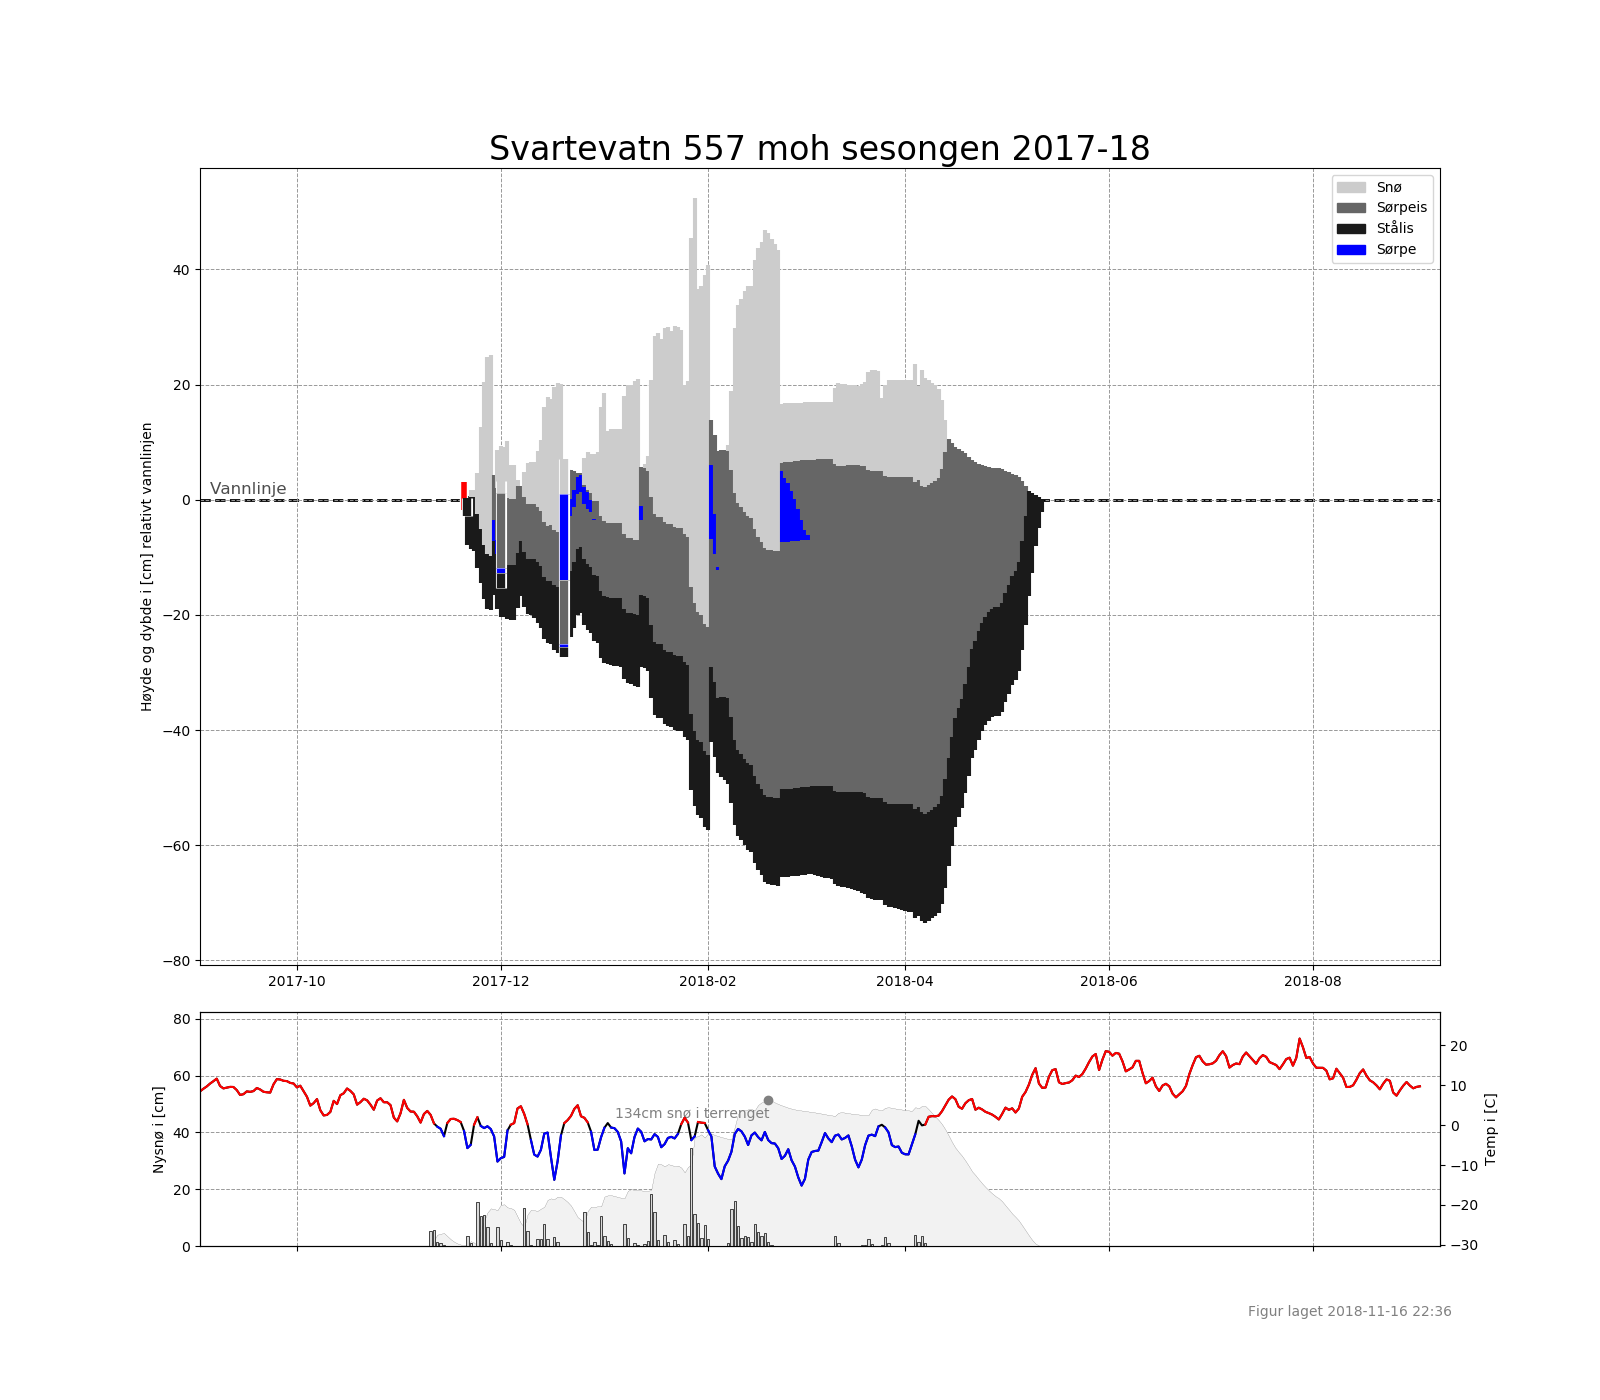 Svartevatn 557 moh sesongen 2017-18
Snø
Sørpeis
Stålis
Sørpe
Høyde og dybde i [cm] relativt vannlinjen
40
20
0
−20
−40
−60
−80
Vannlinje
2017-10
2017-12
2018-02
2018-04
2018-06
2018-08
Nysnø i [cm]
80
60
40
20
0
134cm snø i terrenget
20
10
0
−10
−20
−30
Temp i [C]
Figur laget 2018-11-16 22:36